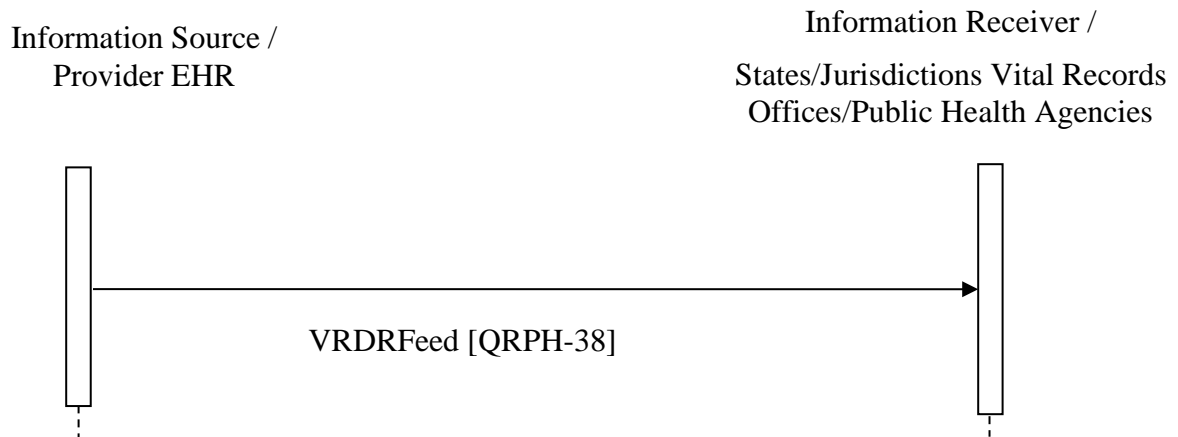 Information Source /
Provider EHR
Information Receiver /
States/Jurisdictions Vital Records
Offices/Public Health Agencies
VRDRFeed [QRPH-38]